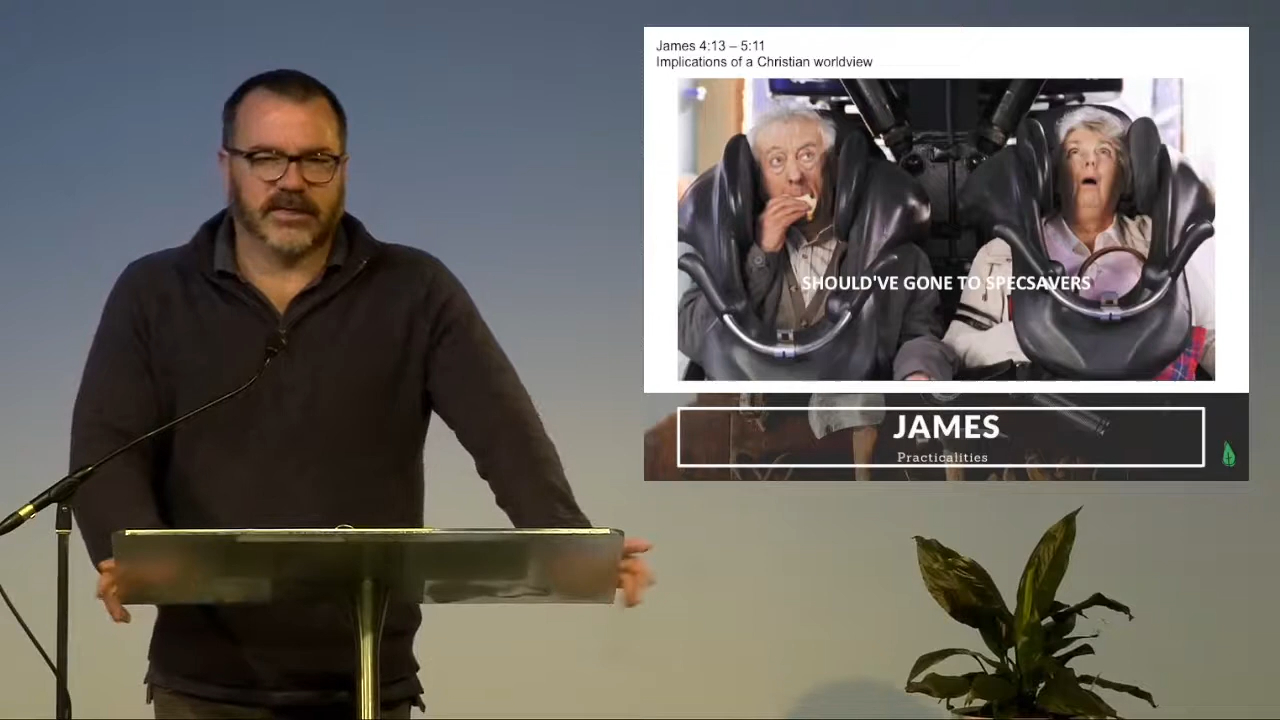 James 4:13 – 5:11
Implications of a Christian worldview
SHOULD'VE GONE TO SPECSAVERS
JAMES
Practicalities